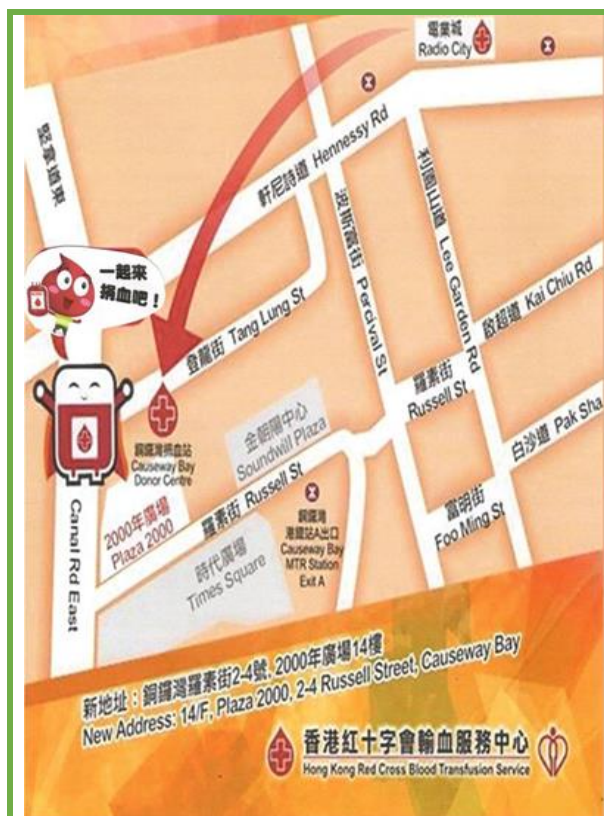 電業城
Radio City
堅拿道東
軒尼詩道 Hennessy Rd
波斯富街 Percival St
利園山道 Lee Garden Rd
啟超道 Kai Chiu Rd
一起來
捐血吧！
登龍街 Tang Lung St
羅素街
Russell St
白沙道 Pak Sha
金朝陽中心
Soundwill Plaza
銅鑼灣捐血站
Causeway Bay
Donor Centre
富明街
Foo Ming St
2000年廣場
Plaza 2000
羅素街 Russell St
銅鑼灣
港鐵站A出口
Causeway Bay
MTR Station
Exit A
時代廣場
Times Square
Canal Rd East
新地址：銅鑼灣羅素街2-4號, 2000年廣場14樓
New Address: 14/F, Plaza 2000, 2-4 Russell Street, Causeway Bay
香港紅十字會輸血服務中心
Hong Kong Red Cross Blood Transfusion Service